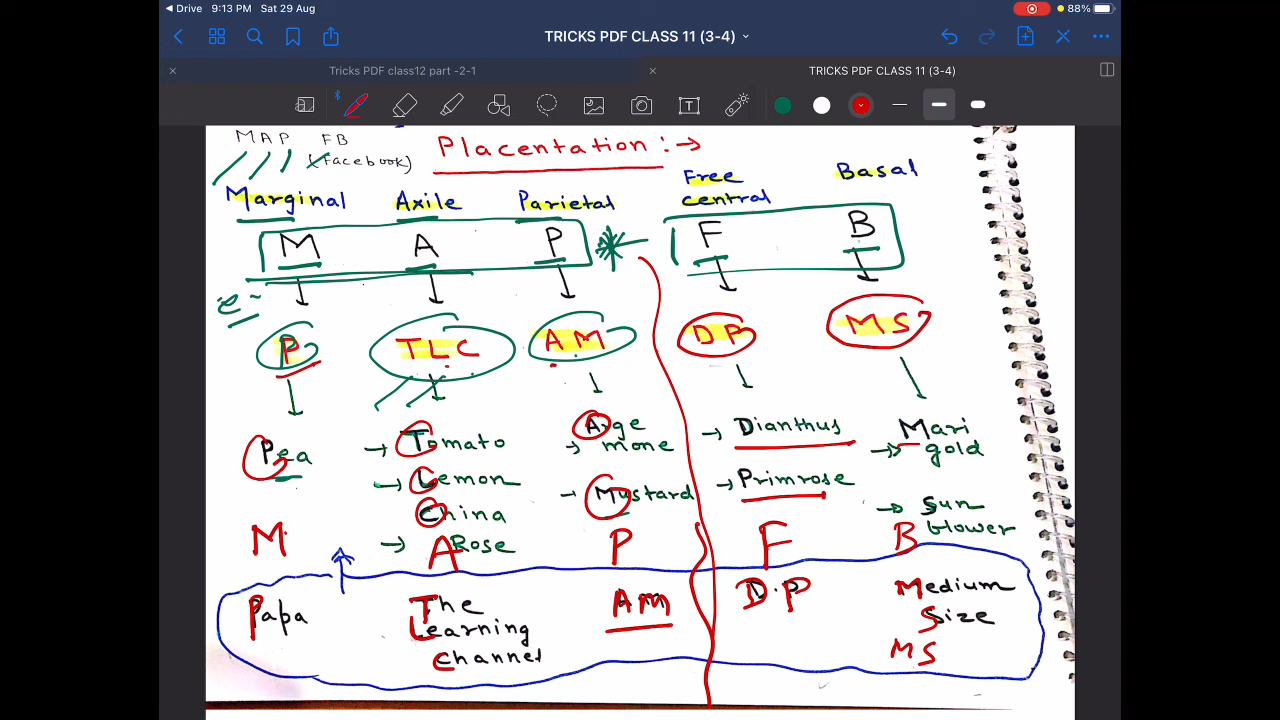 Drive 9:13 PM Sat 29 Aug 88%
TRICKS PDF CLASS 11 (3-4)
Tricks PDF class12 part -2-1
TRICKS PDF CLASS 11 (3-4)
MAP FB
(facebook)
Placentation :→
Marginal Axile Parietal Free central Basal
M A P F B
P TLC AM DP MS
Pea
→ Tomato
→ Lemon
China
→ Rose
Argemone
→
- Mustard
→ Dianthus
→ Primrose
→ Mari
gold
→ Sun
blower
M A P F B
Papa
The
Learning
Channel
AM
D.P
Medium
Size
MS